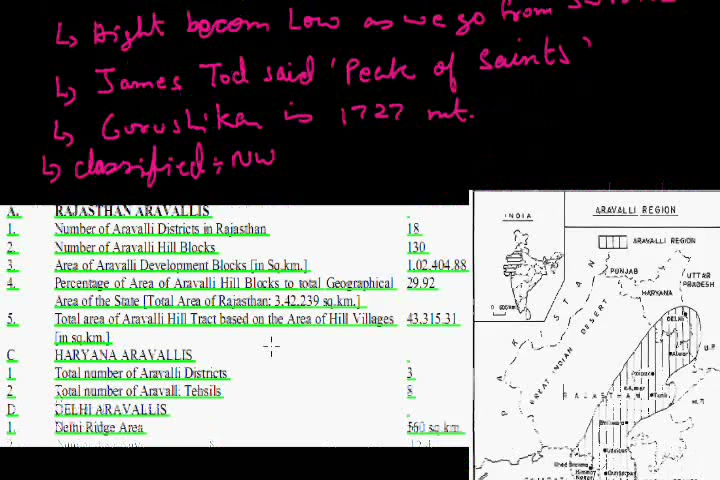 ↳ Hight becom Low as we go from
↳ James Tod said 'Peak of Saints'
↳ Gurushikar is 1727 mt.
↳ classified ÷ NW
A. RAJASTHAN ARAVALLIS
1. Number of Aravalli Districts in Rajasthan 18
2. Number of Aravalli Hill Blocks 130
3. Area of Aravalli Development Blocks [in Sq.km.] 1,02,404.88
4. Percentage of Area of Aravalli Hill Blocks to total Geographical 29.92
Area of the State [Total Area of Rajasthan: 3,42,239 sq.km.]
5. Total area of Aravalli Hill Tract based on the Area of Hill Villages 43,315.31
[in sq.km.]
C HARYANA ARAVALLIS
1 Total number of Aravalli Districts 3
2 Total number of Aravalli Tehsils 8
D DELHI ARAVALLIS
1. Delhi Ridge Area 560 sq km
INDIA
ARAVALLI REGION
ARAVALLI REGION
PUNJAB
UTTAR
PRADESH
HARYANA
DELHI
PAKISTAN
GREAT INDIAN DESERT
U.P.
Alwar
RAJASTHAN
Tonk
Udaipur